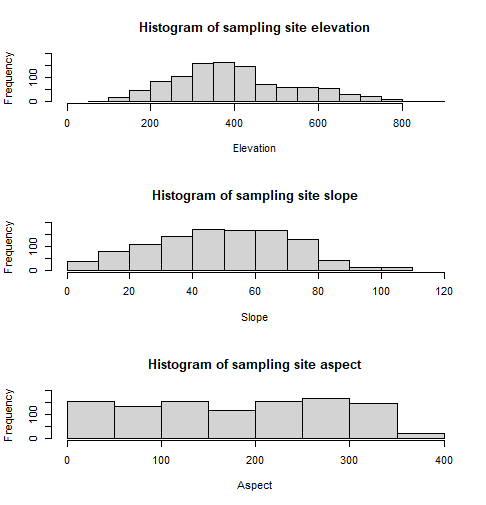 Histogram of sampling site elevation
Frequency
0 100
0 200 400 600 800
Elevation
Histogram of sampling site slope
Frequency
0 100
0 20 40 60 80 100 120
Slope
Histogram of sampling site aspect
Frequency
0 100
0 100 200 300 400
Aspect